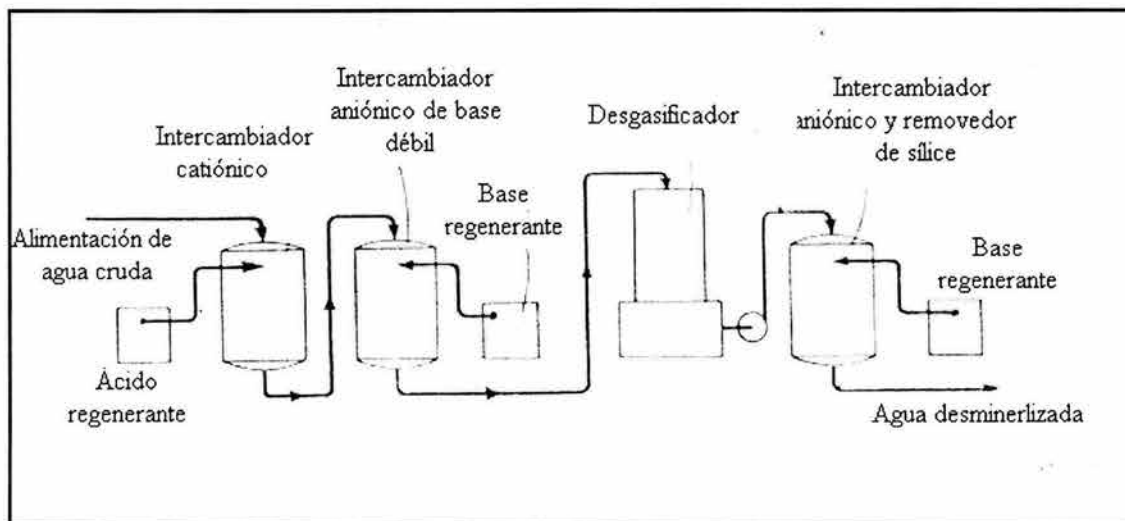 Intercambiador
catiónico
Intercambiador
aniónico de base
débil
Base
regenerante
Desgasificador
Intercambiador
aniónico y removedor
de sílice
Alimentación de
agua cruda
Base
regenerante
Ácido
regenerante
Agua desminerlizada